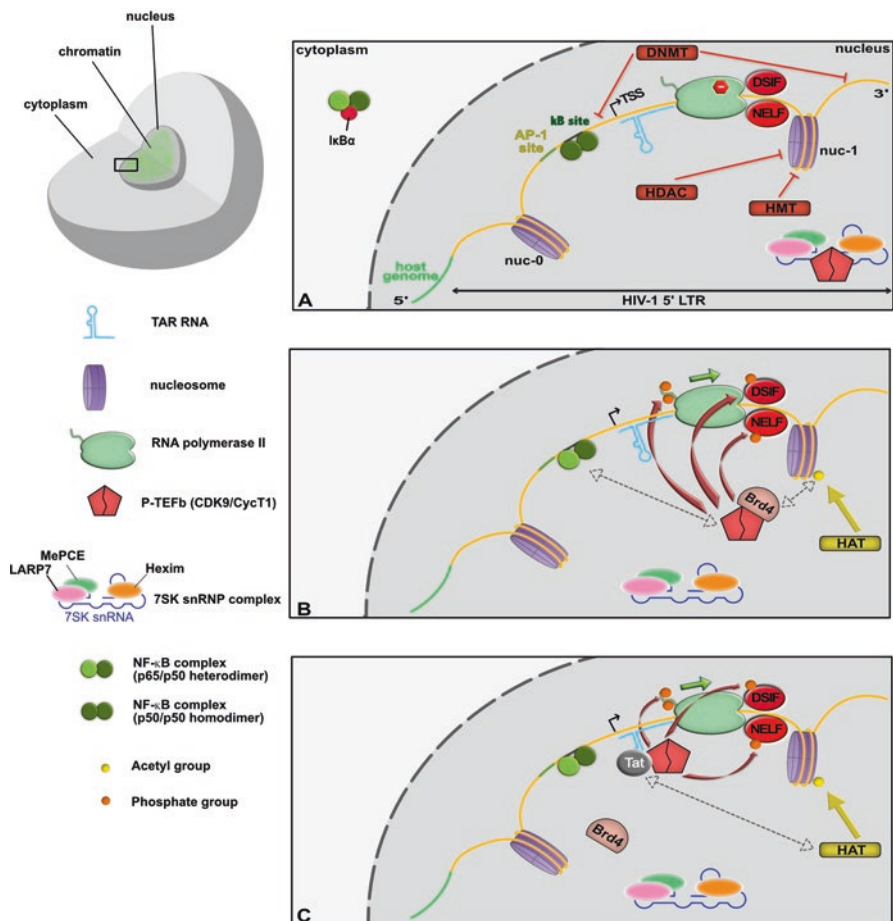 nucleus
chromatin
cytoplasm
TAR RNA
nucleosome
RNA polymerase II
P-TEFb (CDK9/CycT1)
MePCE
LARP7
Hexim
7SK snRNP complex
7SK snRNA
NF-κB complex
(p65/p50 heterodimer)
NF-κB complex
(p50/p50 homodimer)
Acetyl group
Phosphate group
cytoplasm
nucleus
DNMT
DSIF
NELF
3'
TSS
kB site
AP-1
site
IκBα
nuc-1
HDAC
HMT
nuc-0
host
genome
5'
HIV-1 5' LTR
A
DSIF
NELF
Brd4
HAT
B
DSIF
NELF
Tat
Brd4
HAT
C